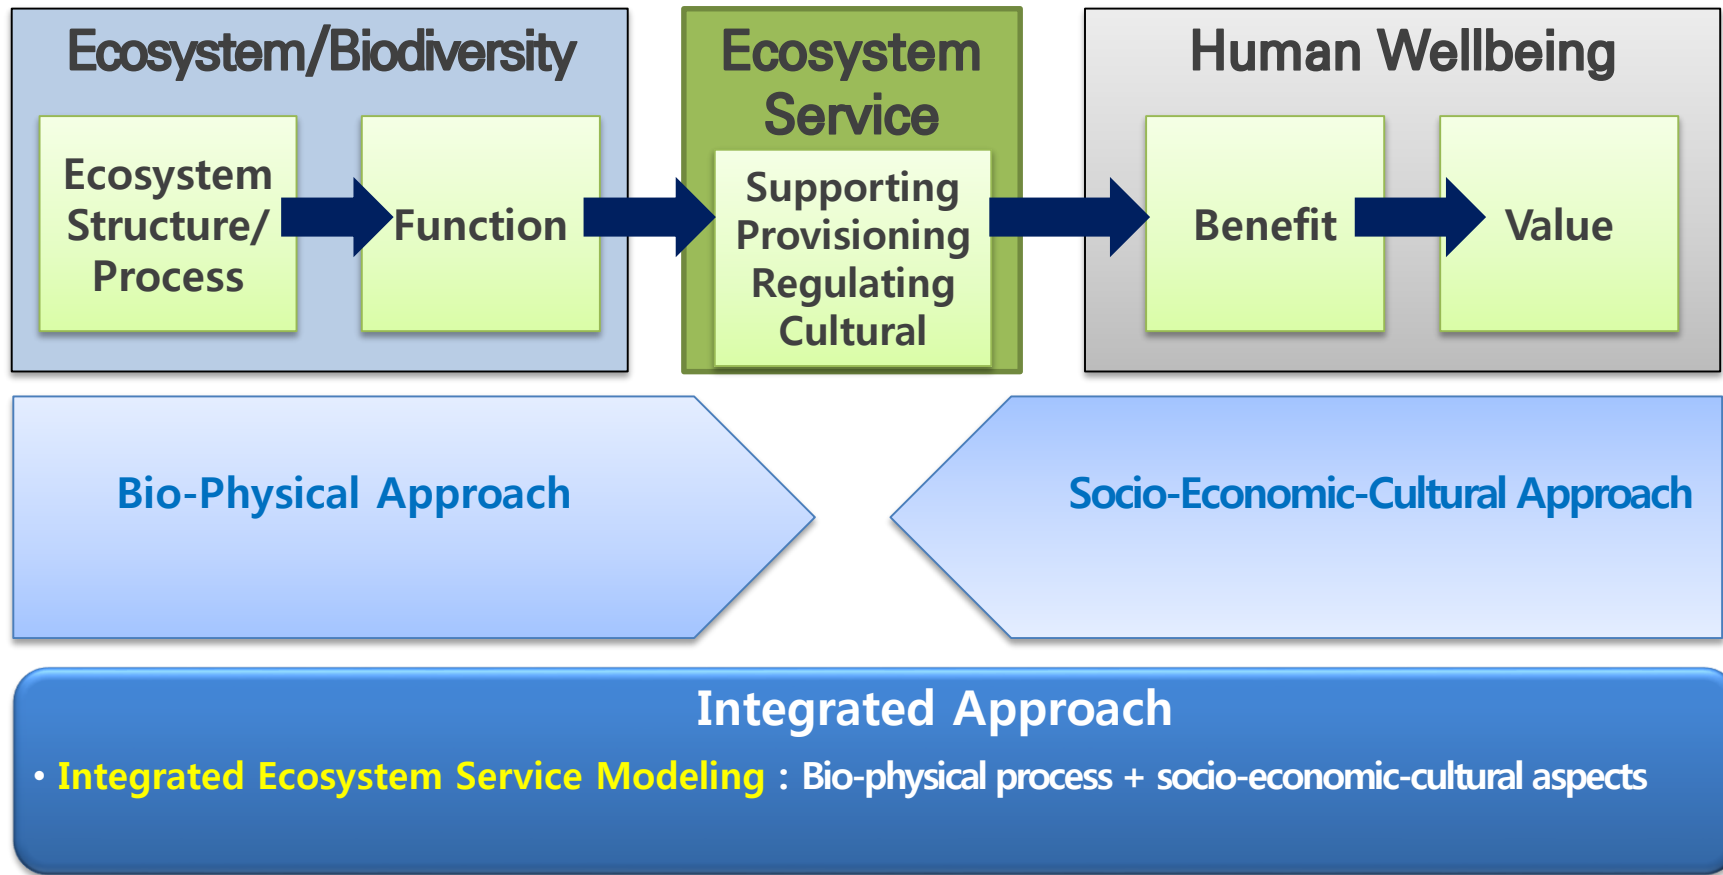 Ecosystem/Biodiversity
Ecosystem
Structure/
Process
Function
Ecosystem
Service
Supporting
Provisioning
Regulating
Cultural
Human Wellbeing
Benefit
Value
Bio-Physical Approach
Socio-Economic-Cultural Approach
Integrated Approach
• Integrated Ecosystem Service Modeling : Bio-physical process + socio-economic-cultural aspects